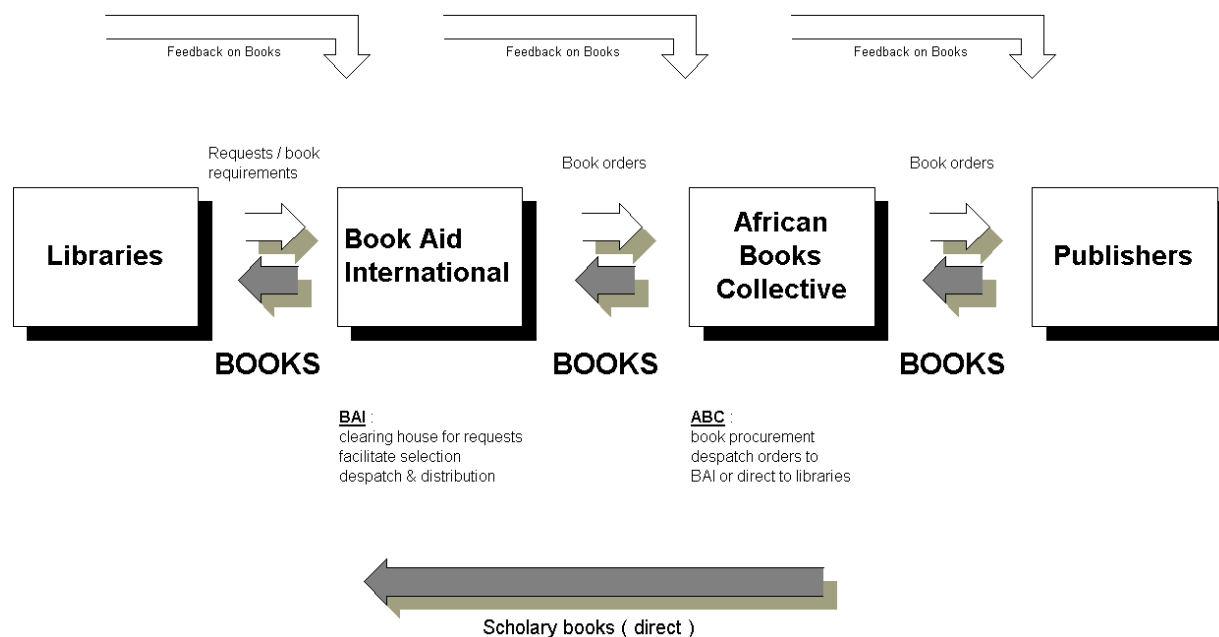 Feedback on Books
Feedback on Books
Feedback on Books
Requests / book
requirements
Book orders
Book orders
Libraries
Book Aid
International
African
Books
Collective
Publishers
BOOKS
BOOKS
BOOKS
BAI :
clearing house for requests
facilitate selection
despatch & distribution
ABC :
book procurement
despatch orders to
BAI or direct to libraries
Scholary books ( direct )